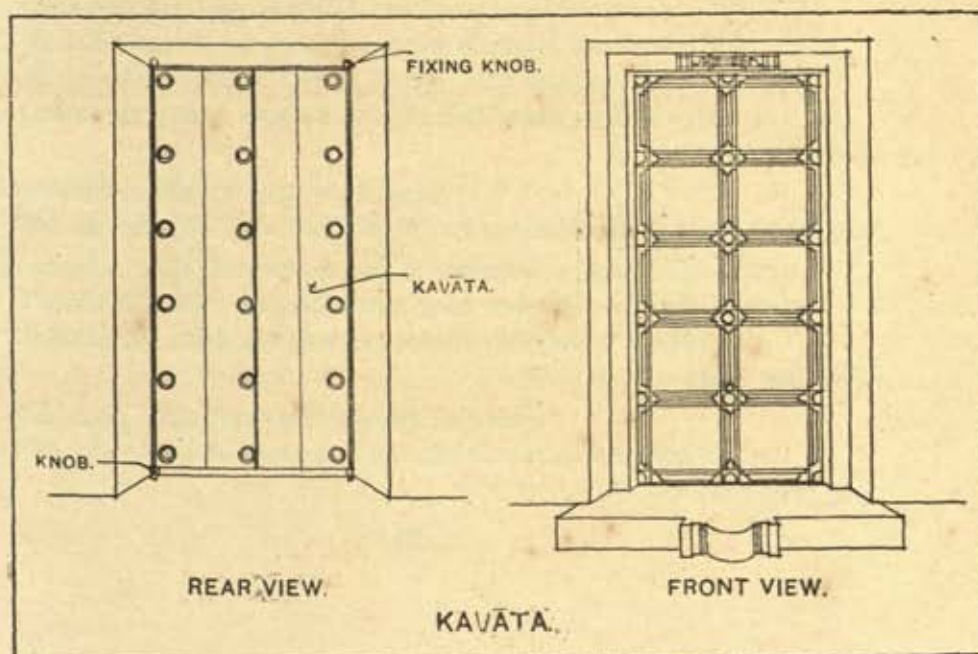 FIXING KNOB.
KAVĀTA.
KNOB.
REAR VIEW.
FRONT VIEW.
KAVĀTA.